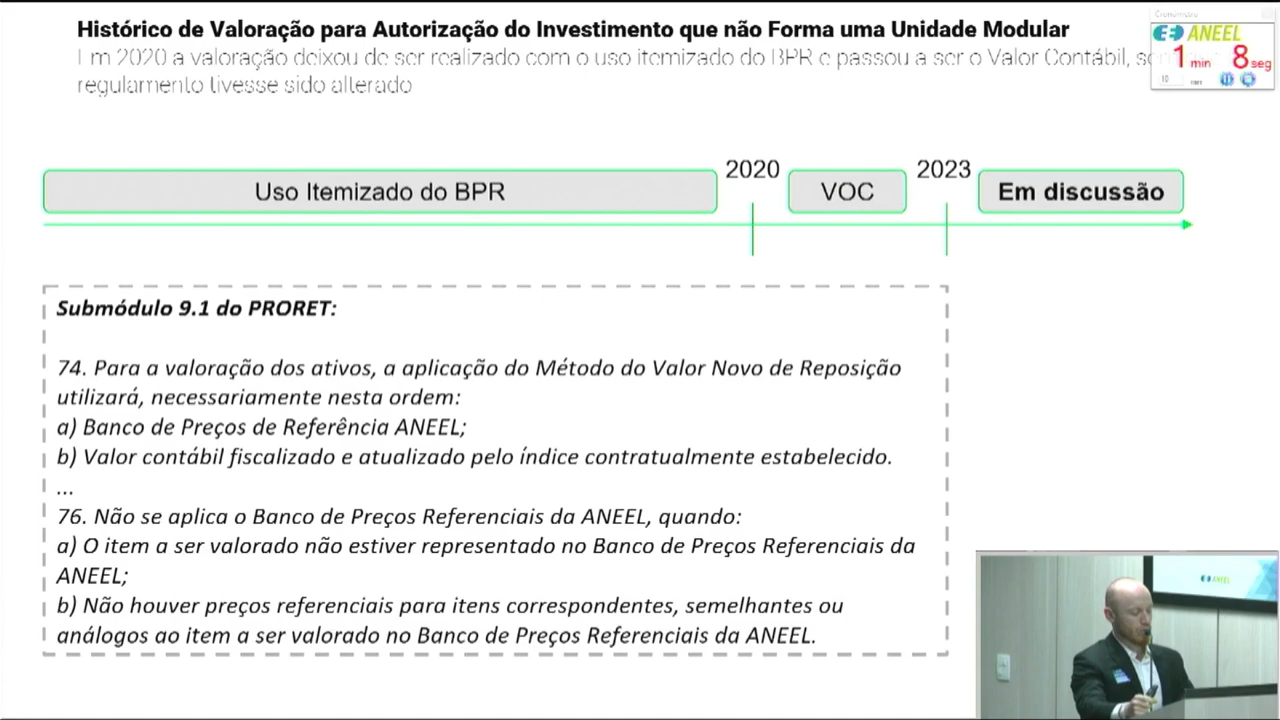 Histórico de Valoração para Autorização do Investimento que não Forma uma Unidade Modular
Em 2020 a valoração deixou de ser realizado com o uso itemizado do BPR e passou a ser o Valor Contábil,
regulamento tivesse sido alterado
Cronômetro
ANEEL
1 min 8 seg
10
Uso Itemizado do BPR
2020
VOC
2023
Em discussão
Submódulo 9.1 do PRORET:
74. Para a valoração dos ativos, a aplicação do Método do Valor Novo de Reposição
utilizará, necessariamente nesta ordem:
a) Banco de Preços de Referência ANEEL;
b) Valor contábil fiscalizado e atualizado pelo índice contratualmente estabelecido.
...
76. Não se aplica o Banco de Preços Referenciais da ANEEL, quando:
a) O item a ser valorado não estiver representado no Banco de Preços Referenciais da
ANEEL;
b) Não houver preços referenciais para itens correspondentes, semelhantes ou
análogos ao item a ser valorado no Banco de Preços Referenciais da ANEEL.
ANEEL